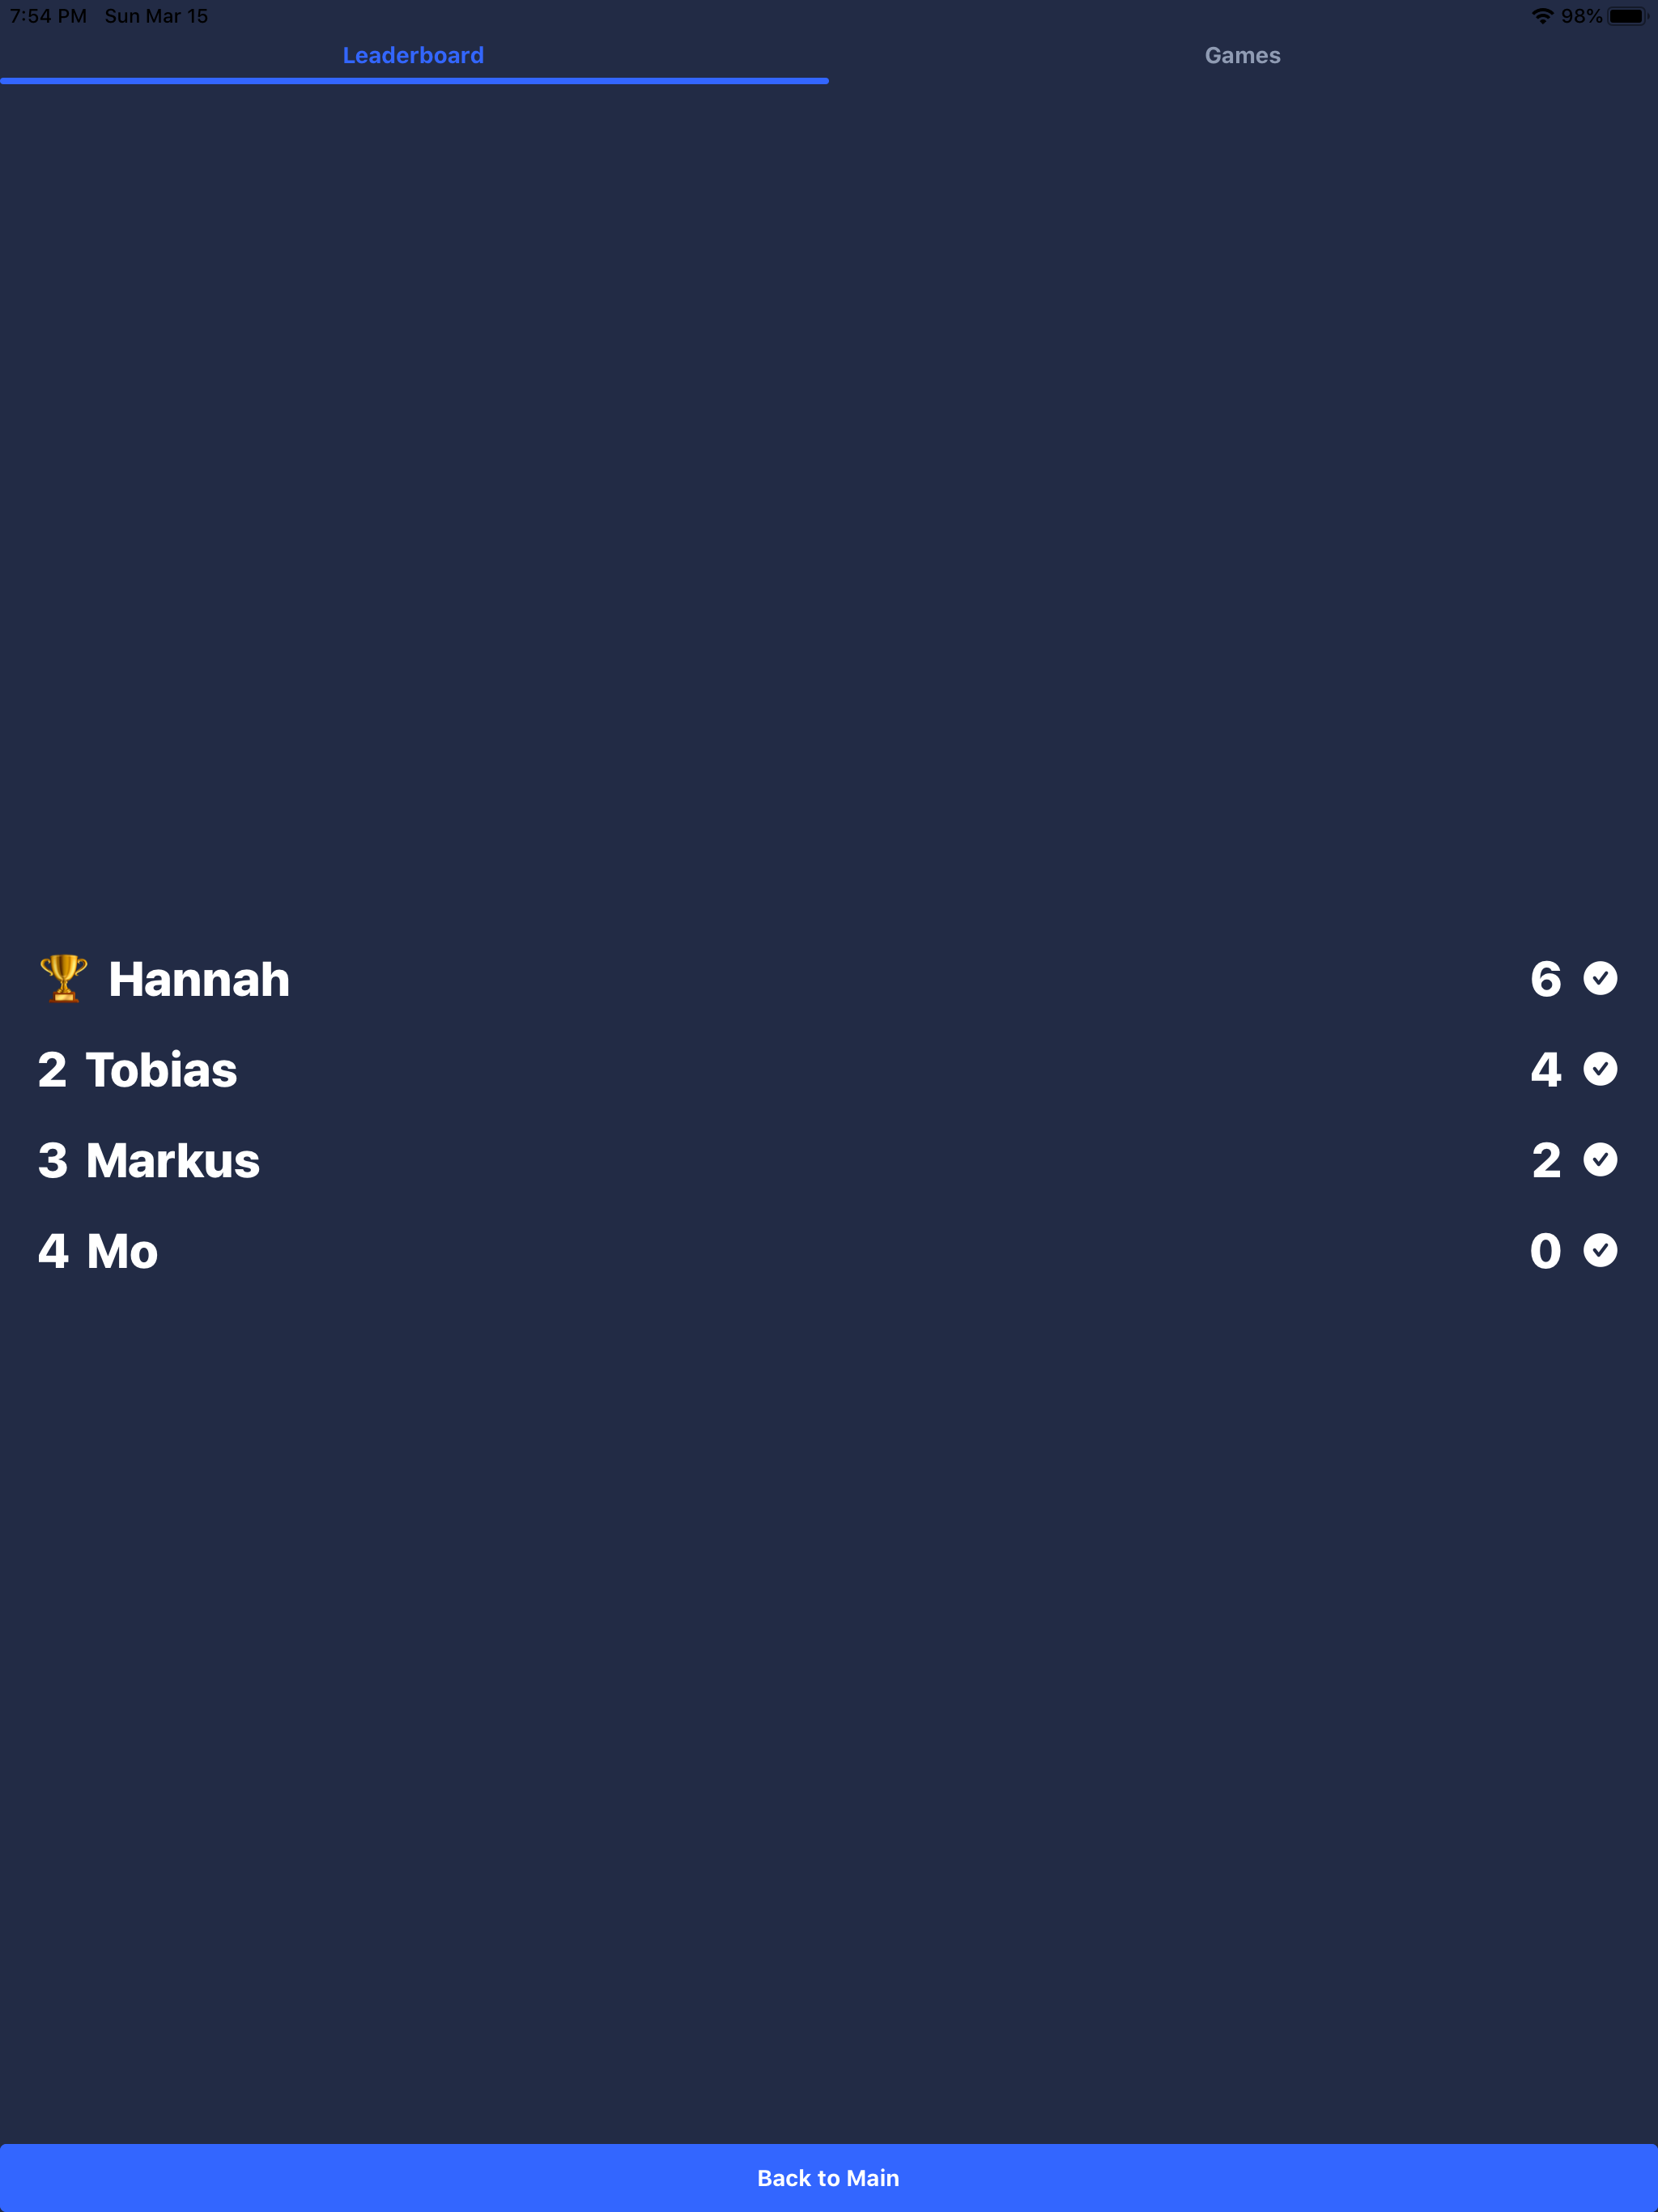 7:54 PM Sun Mar 15 98%
Leaderboard Games
Hannah 6
2 Tobias 4
3 Markus 2
4 Mo 0
Back to Main